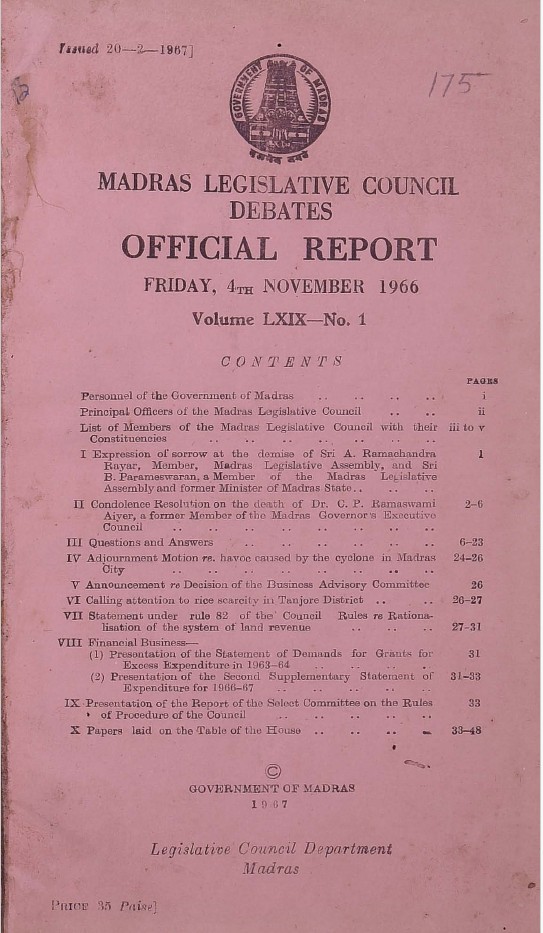 Issued 20—2—1967]
175
GOVERNMENT OF MADRAS
सत्यमेव जयते
MADRAS LEGISLATIVE COUNCIL
DEBATES
OFFICIAL REPORT
FRIDAY, 4TH NOVEMBER 1966
Volume LXIX—No. 1
CONTENTS
PAGES
Personnel of the Government of Madras .. .. .. .. i
Principal Officers of the Madras Legislative Council .. .. ii
List of Members of the Madras Legislative Council with their iii to v
Constituencies .. .. .. .. .. .. ..
I Expression of sorrow at the demise of Sri A. Ramachandra 1
Rayar, Member, Madras Legislative Assembly, and Sri
B. Parameswaran, a Member of the Madras Legislative
Assembly and former Minister of Madras State.. .. ..
II Condolence Resolution on the death of Dr. C. P. Ramaswami 2–6
Aiyer, a former Member of the Madras Governor's Executive
Council .. .. .. .. .. .. .. ..
III Questions and Answers .. .. .. .. .. 6–23
IV Adjournment Motion re. havoc caused by the cyclone in Madras 24–26
City .. .. .. .. .. .. .. ..
V Announcement re Decision of the Business Advisory Committee 26
VI Calling attention to rice scarcity in Tanjore District .. .. 26–27
VII Statement under rule 82 of the Council Rules re Rationa-
lisation of the system of land revenue .. .. .. 27–31
VIII Financial Business—
(1) Presentation of the Statement of Demands for Grants for 31
Excess Expenditure in 1963–64 .. .. .. ..
(2) Presentation of the Second Supplementary Statement of 31–33
Expenditure for 1966–67 .. .. .. .. ..
IX Presentation of the Report of the Select Committee on the Rules 33
of Procedure of the Council .. .. .. .. ..
X Papers laid on the Table of the House .. .. .. .. 33–48
©
GOVERNMENT OF MADRAS
1967
Legislative Council Department
Madras
PRICE 35 Paise]